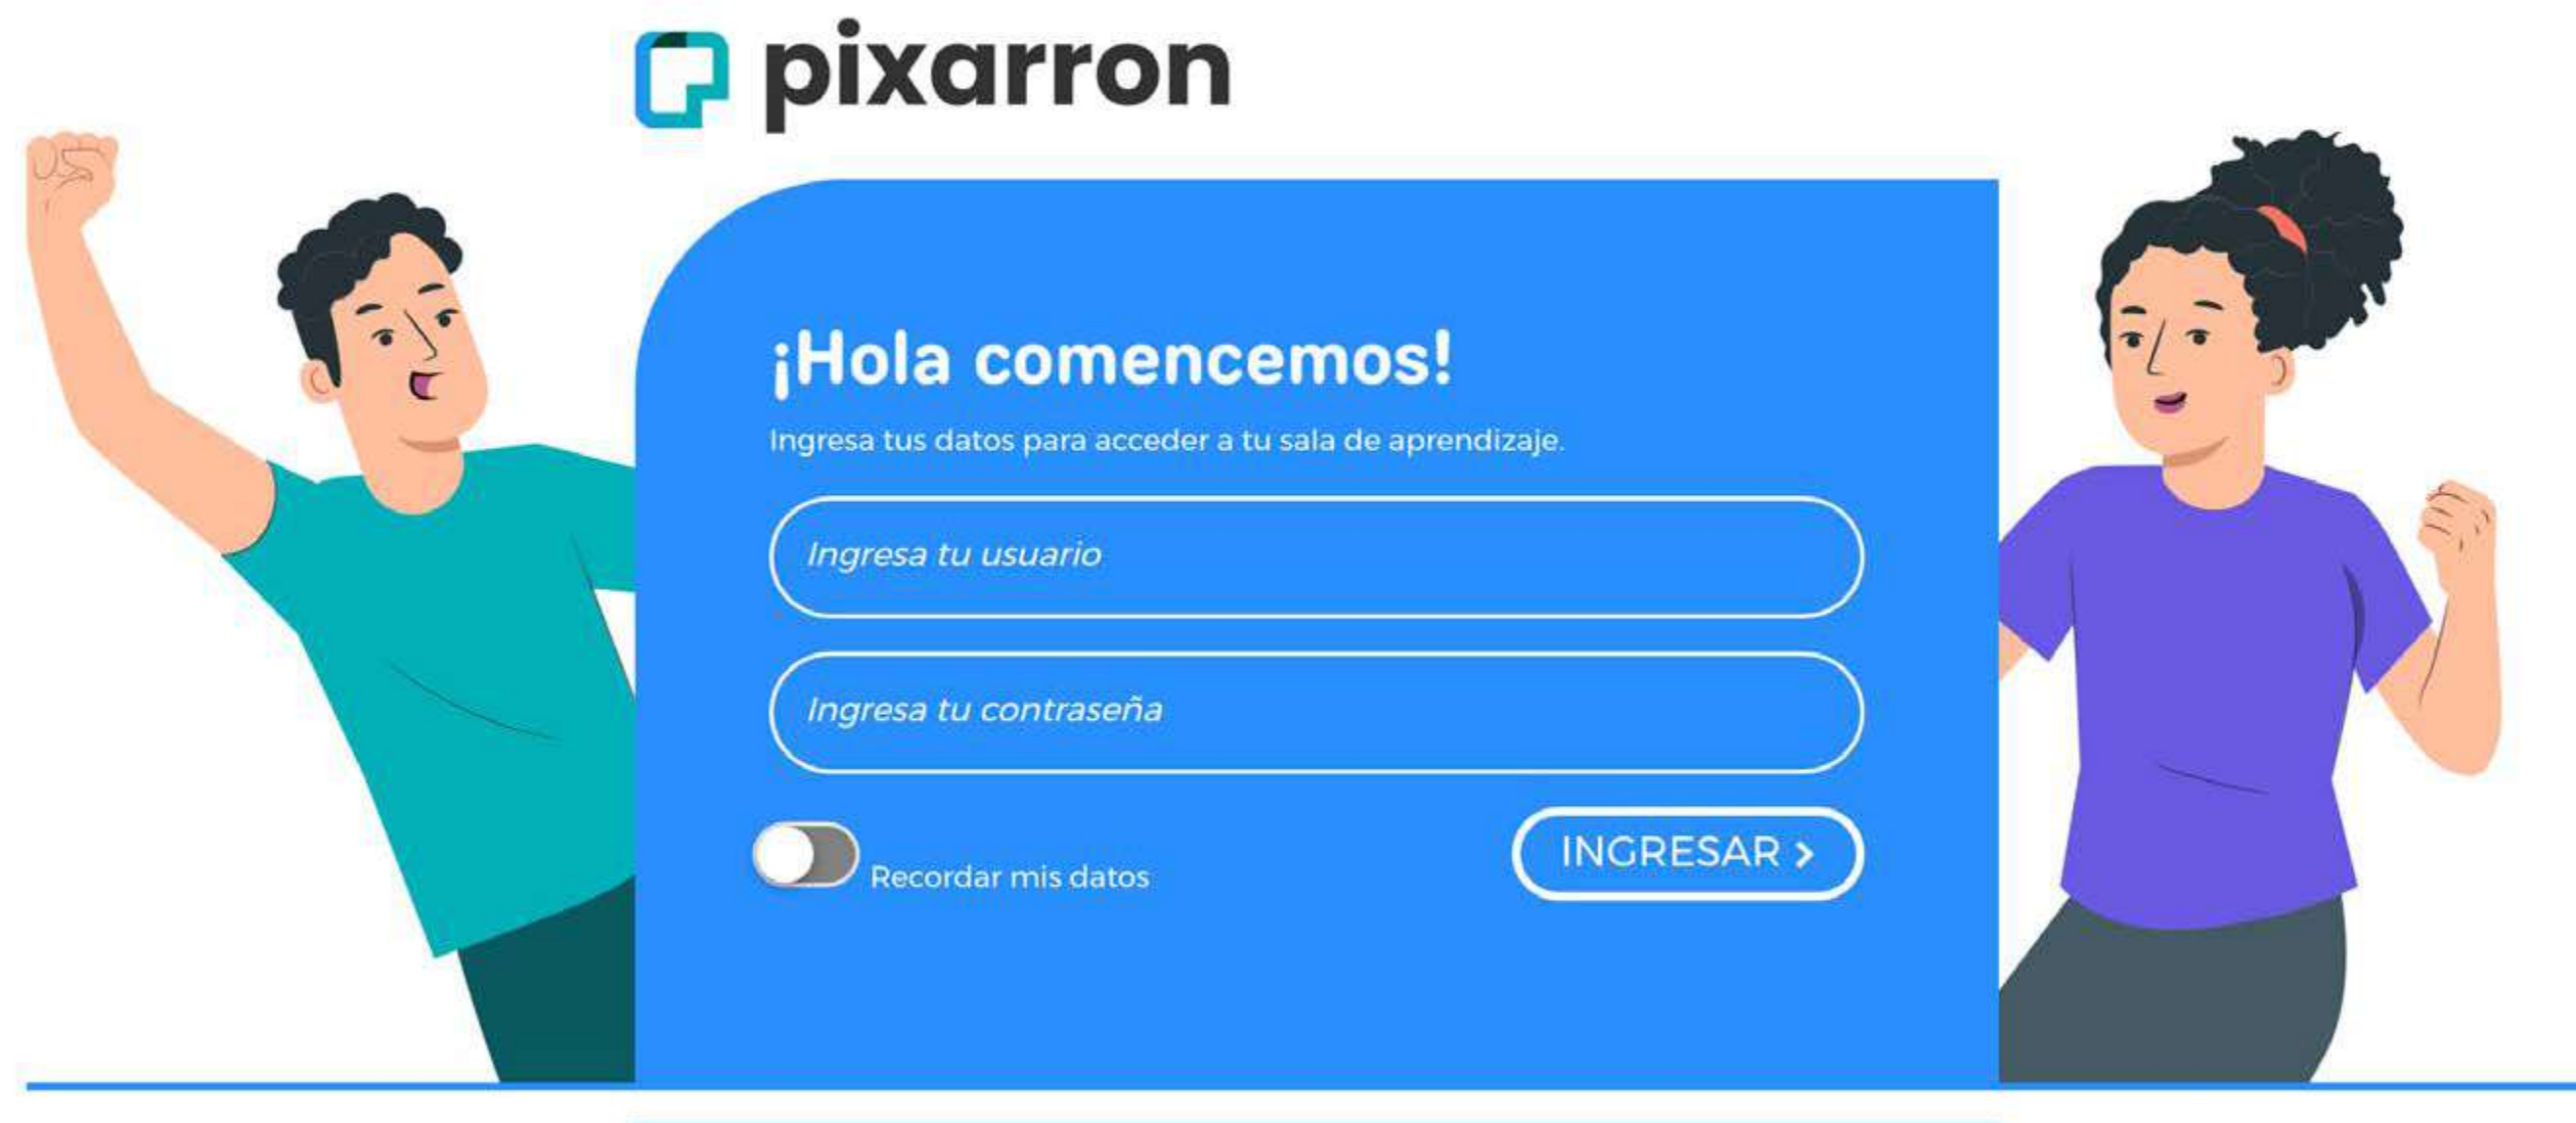 pixarron
¡Hola comencemos!
Ingresa tus datos para acceder a tu sala de aprendizaje.
Ingresa tu usuario
Ingresa tu contraseña
Recordar mis datos
INGRESAR >